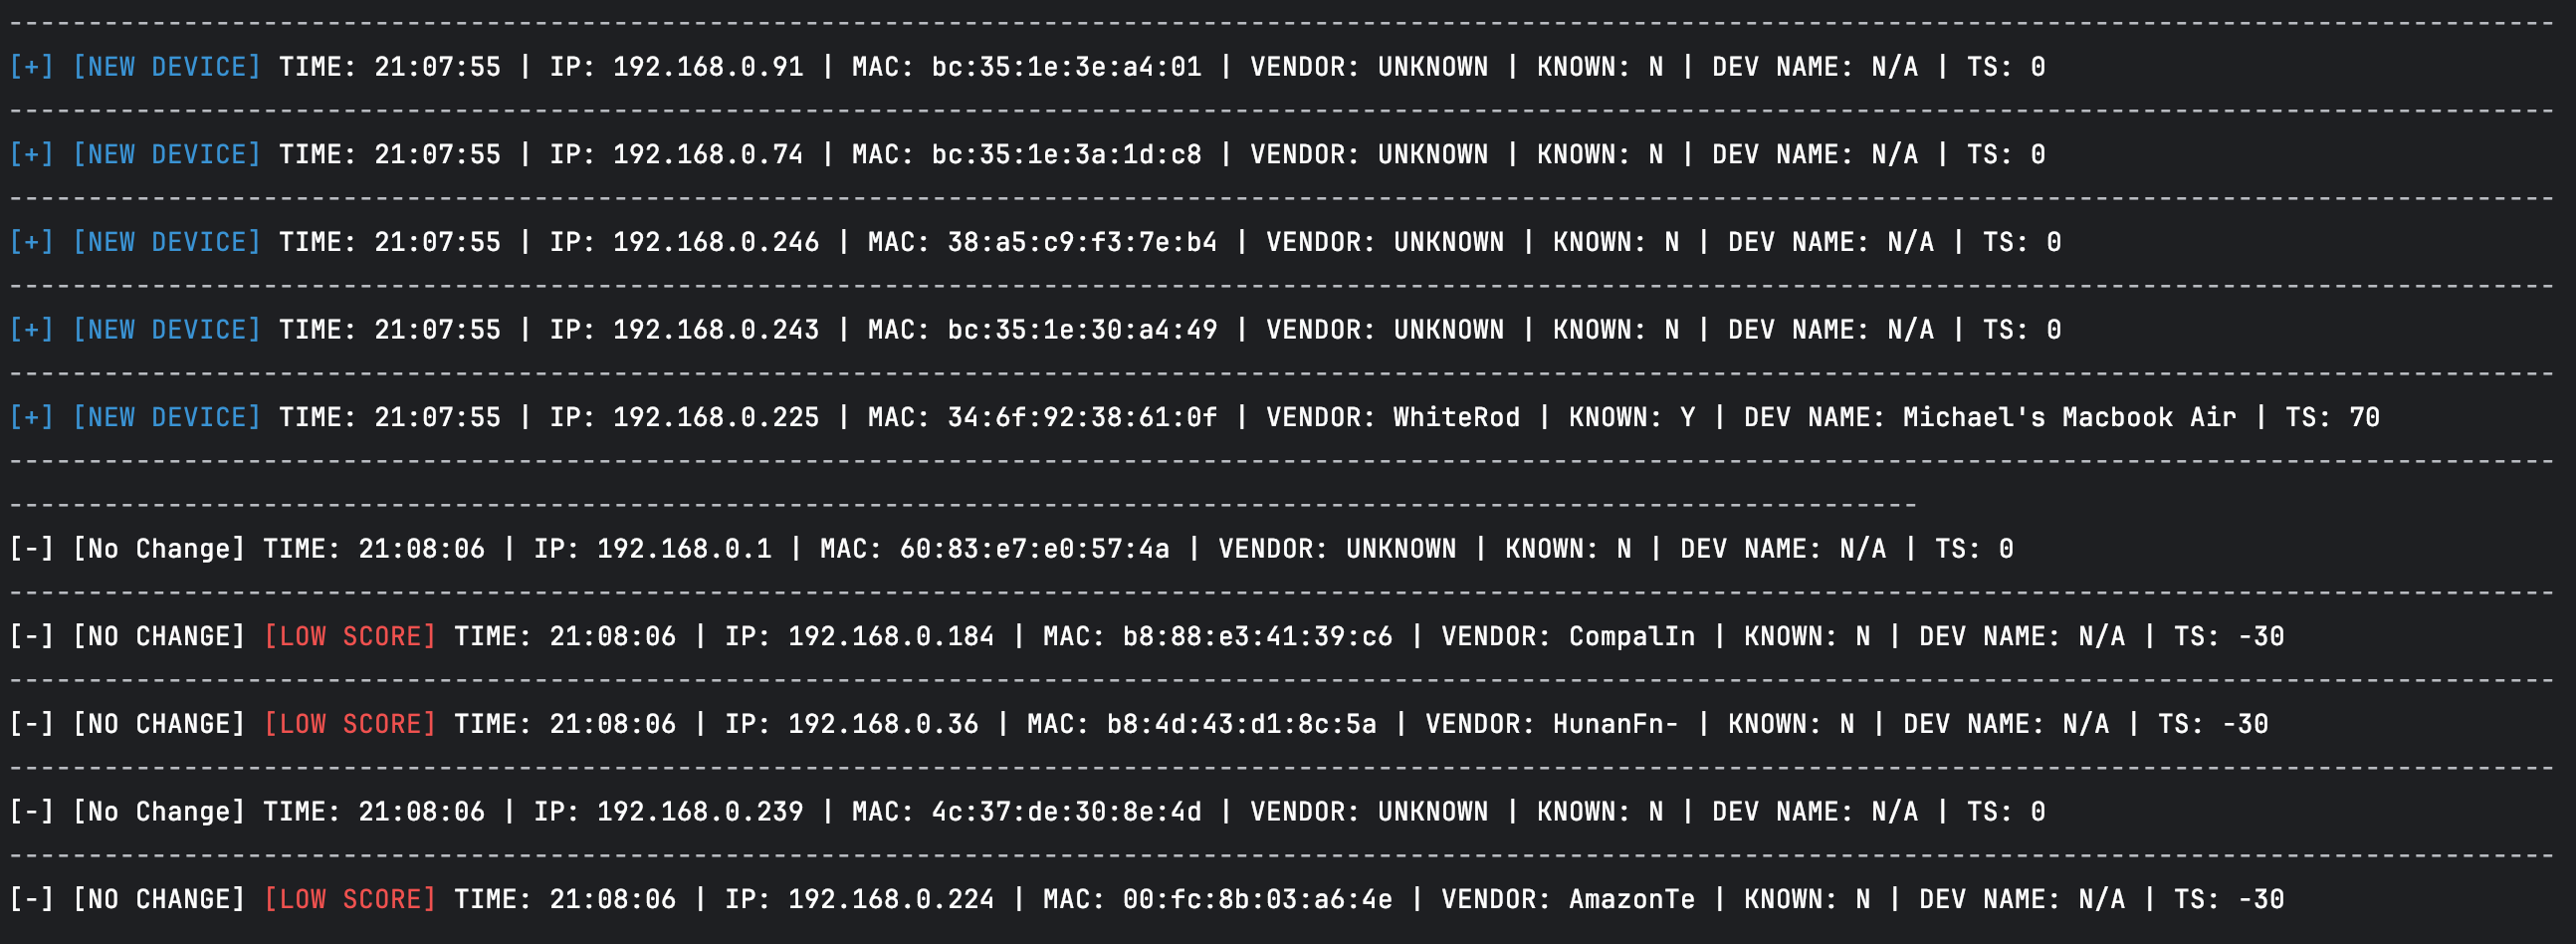 --------------------------------------------------------------------------------------------------------------------------------------------------------------------------------
[+] [NEW DEVICE] TIME: 21:07:55 | IP: 192.168.0.91 | MAC: bc:35:1e:3e:a4:01 | VENDOR: UNKNOWN | KNOWN: N | DEV NAME: N/A | TS: 0
--------------------------------------------------------------------------------------------------------------------------------------------------------------------------------
[+] [NEW DEVICE] TIME: 21:07:55 | IP: 192.168.0.74 | MAC: bc:35:1e:3a:1d:c8 | VENDOR: UNKNOWN | KNOWN: N | DEV NAME: N/A | TS: 0
--------------------------------------------------------------------------------------------------------------------------------------------------------------------------------
[+] [NEW DEVICE] TIME: 21:07:55 | IP: 192.168.0.246 | MAC: 38:a5:c9:f3:7e:b4 | VENDOR: UNKNOWN | KNOWN: N | DEV NAME: N/A | TS: 0
--------------------------------------------------------------------------------------------------------------------------------------------------------------------------------
[+] [NEW DEVICE] TIME: 21:07:55 | IP: 192.168.0.243 | MAC: bc:35:1e:30:a4:49 | VENDOR: UNKNOWN | KNOWN: N | DEV NAME: N/A | TS: 0
--------------------------------------------------------------------------------------------------------------------------------------------------------------------------------
[+] [NEW DEVICE] TIME: 21:07:55 | IP: 192.168.0.225 | MAC: 34:6f:92:38:61:0f | VENDOR: WhiteRod | KNOWN: Y | DEV NAME: Michael's Macbook Air | TS: 70
--------------------------------------------------------------------------------------------------------------------------------------------------------------------------------
------------------------------------------------------------------------------------------------------------------------
[-] [No Change] TIME: 21:08:06 | IP: 192.168.0.1 | MAC: 60:83:e7:e0:57:4a | VENDOR: UNKNOWN | KNOWN: N | DEV NAME: N/A | TS: 0
--------------------------------------------------------------------------------------------------------------------------------------------------------------------------------
[-] [NO CHANGE] [LOW SCORE] TIME: 21:08:06 | IP: 192.168.0.184 | MAC: b8:88:e3:41:39:c6 | VENDOR: CompalIn | KNOWN: N | DEV NAME: N/A | TS: -30
--------------------------------------------------------------------------------------------------------------------------------------------------------------------------------
[-] [NO CHANGE] [LOW SCORE] TIME: 21:08:06 | IP: 192.168.0.36 | MAC: b8:4d:43:d1:8c:5a | VENDOR: HunanFn- | KNOWN: N | DEV NAME: N/A | TS: -30
--------------------------------------------------------------------------------------------------------------------------------------------------------------------------------
[-] [No Change] TIME: 21:08:06 | IP: 192.168.0.239 | MAC: 4c:37:de:30:8e:4d | VENDOR: UNKNOWN | KNOWN: N | DEV NAME: N/A | TS: 0
--------------------------------------------------------------------------------------------------------------------------------------------------------------------------------
[-] [NO CHANGE] [LOW SCORE] TIME: 21:08:06 | IP: 192.168.0.224 | MAC: 00:fc:8b:03:a6:4e | VENDOR: AmazonTe | KNOWN: N | DEV NAME: N/A | TS: -30